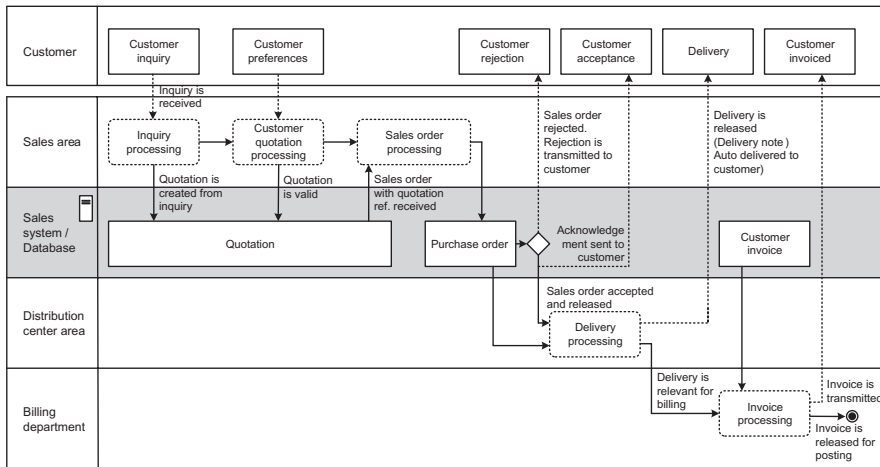 Customer
Customer
inquiry
Customer
preferences
Customer
rejection
Customer
acceptance
Delivery
Customer
invoiced
Inquiry is
received
Sales area
Inquiry
processing
Customer
quotation
processing
Sales order
processing
Sales order
rejected.
Rejection is
transmitted to
customer
Delivery is
released
(Delivery note)
Auto delivered to
customer)
Quotation is
created from
inquiry
Quotation
is valid
Sales order
with quotation
ref. received
Sales
system /
Database
Quotation
Purchase order
Acknowledge
ment sent to
customer
Customer
invoice
Distribution
center area
Sales order accepted
and released
Delivery
processing
Billing
department
Delivery is
relevant for
billing
Invoice
processing
Invoice is
transmitted
Invoice is
released for
posting